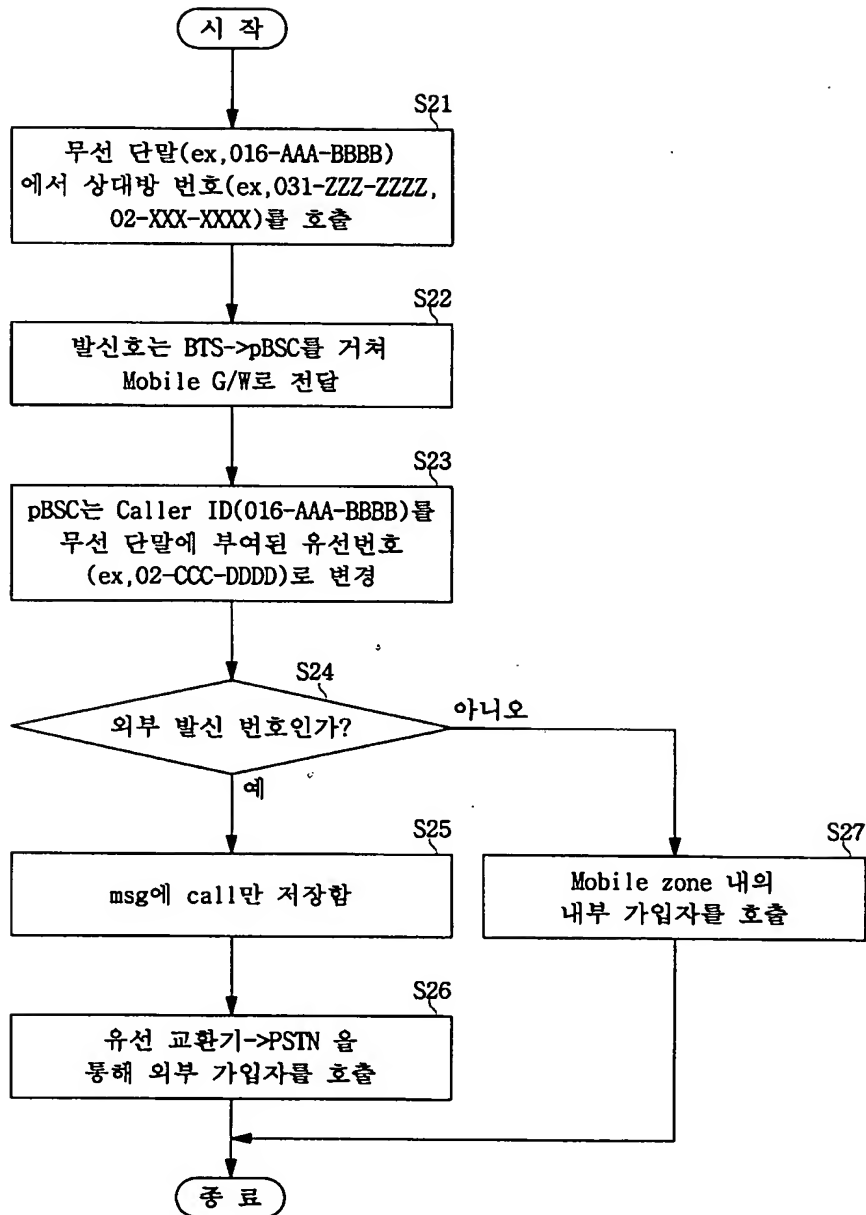 시 작
S21
무선 단말(ex,016-AAA-BBBB)
에서 상대방 번호(ex,031-ZZZ-ZZZZ,
02-XXX-XXXX)를 호출
S22
발신호는 BTS->pBSC를 거쳐
Mobile G/W로 전달
S23
pBSC는 Caller ID(016-AAA-BBBB)를
무선 단말에 부여된 유선번호
(ex,02-CCC-DDDD)로 변경
S24
외부 발신 번호인가?
아니오
예
S25
msg에 call만 저장함
S27
Mobile zone 내의
내부 가입자를 호출
S26
유선 교환기->PSTN 을
통해 외부 가입자를 호출
종 료